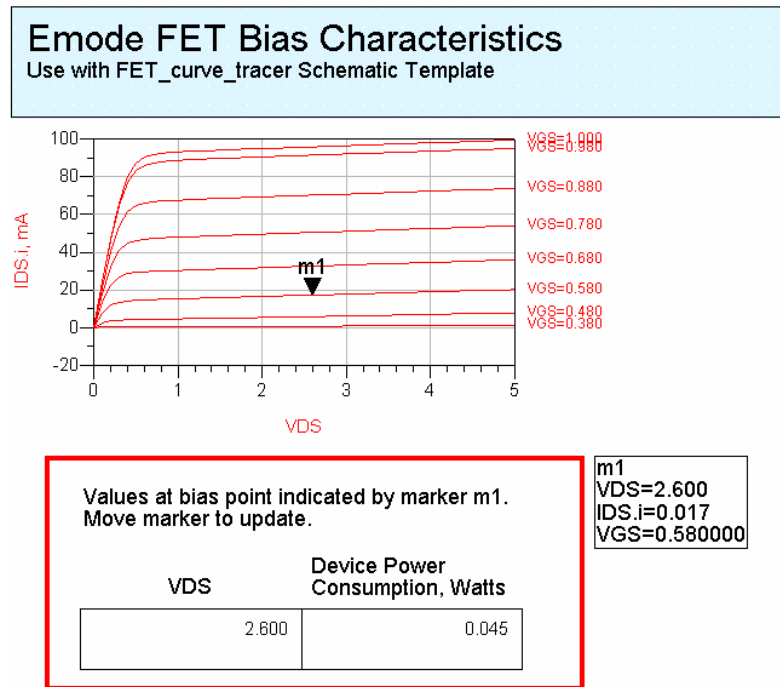 Emode FET Bias Characteristics
Use with FET_curve_tracer Schematic Template
100
80
60
40
20
0
-20
IDS.i, mA
0 1 2 3 4 5
VDS
m1
VGS=1.000
VGS=0.980
VGS=0.880
VGS=0.780
VGS=0.680
VGS=0.580
VGS=0.480
VGS=0.380
m1
VDS=2.600
IDS.i=0.017
VGS=0.580000
Values at bias point indicated by marker m1.
Move marker to update.
VDS
Device Power
Consumption, Watts
2.600
0.045